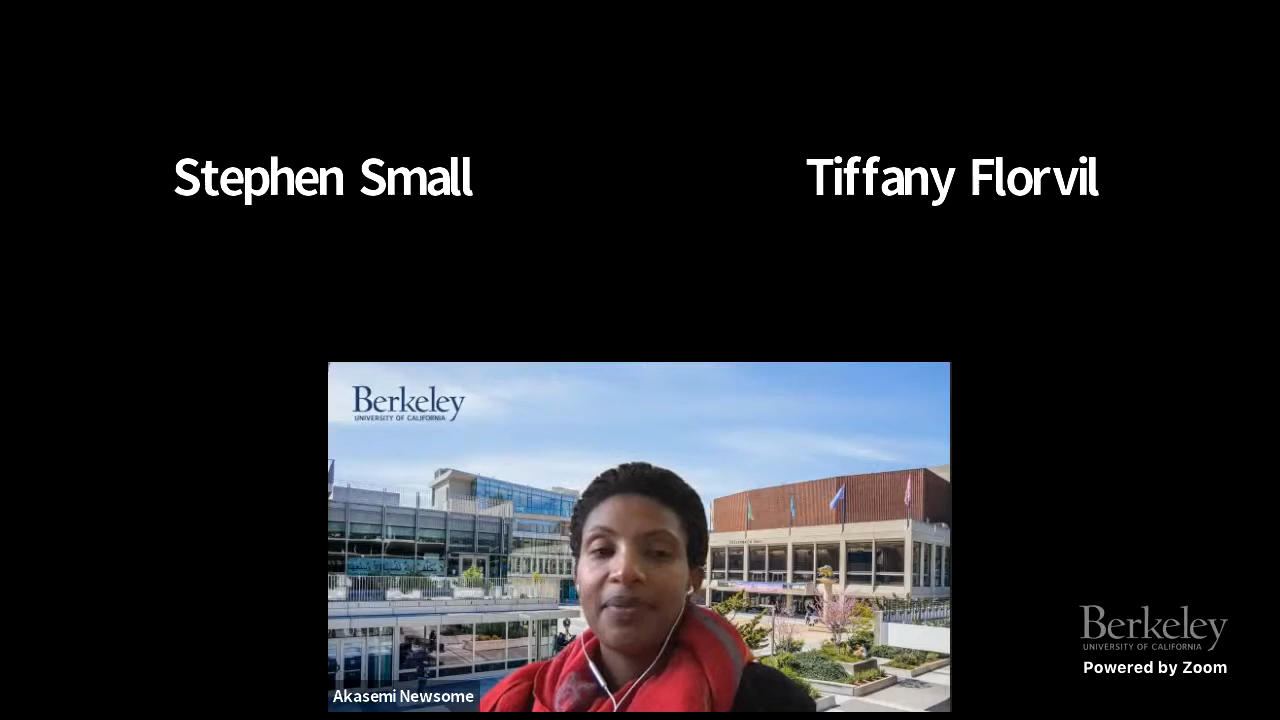 Stephen Small
Tiffany Florvil
Berkeley
UNIVERSITY OF CALIFORNIA
Akasemi Newsome
Berkeley
UNIVERSITY OF CALIFORNIA
Powered by Zoom